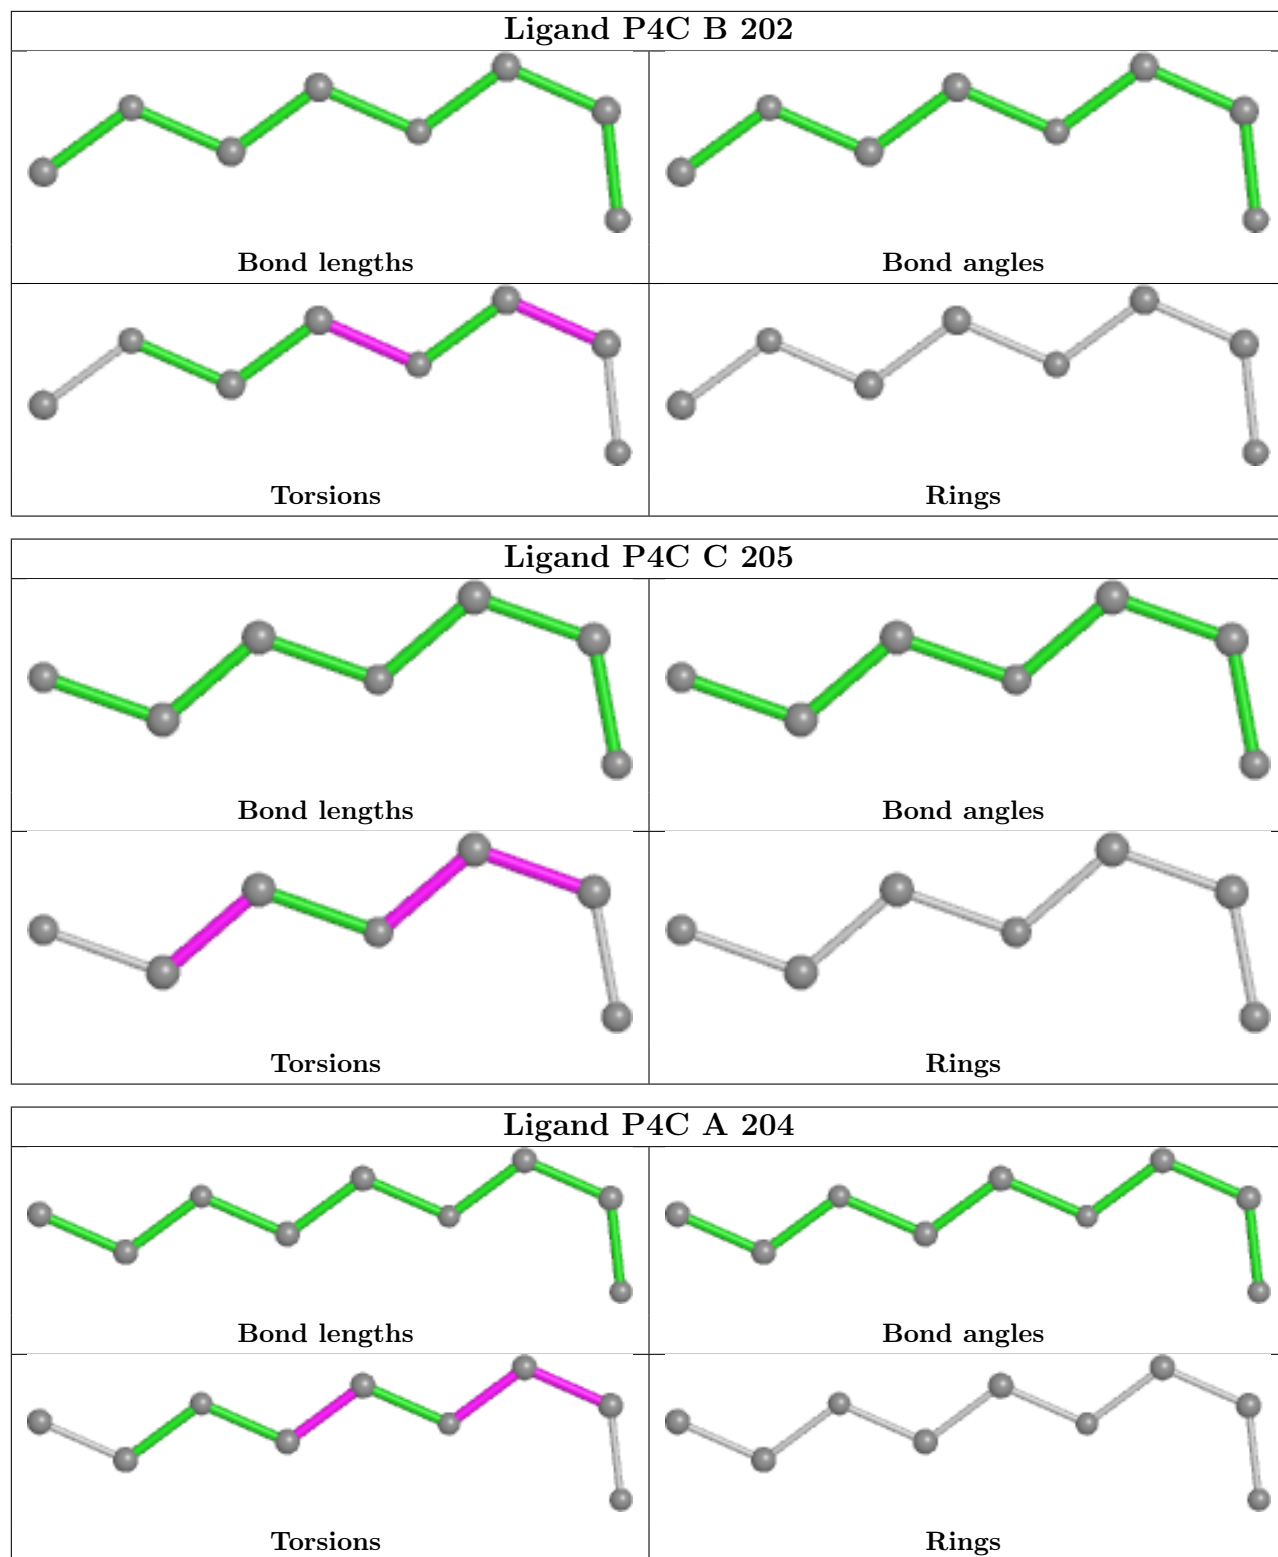 Ligand P4C B 202
Bond lengths
Bond angles
Torsions
Rings
Ligand P4C C 205
Bond lengths
Bond angles
Torsions
Rings
Ligand P4C A 204
Bond lengths
Bond angles
Torsions
Rings